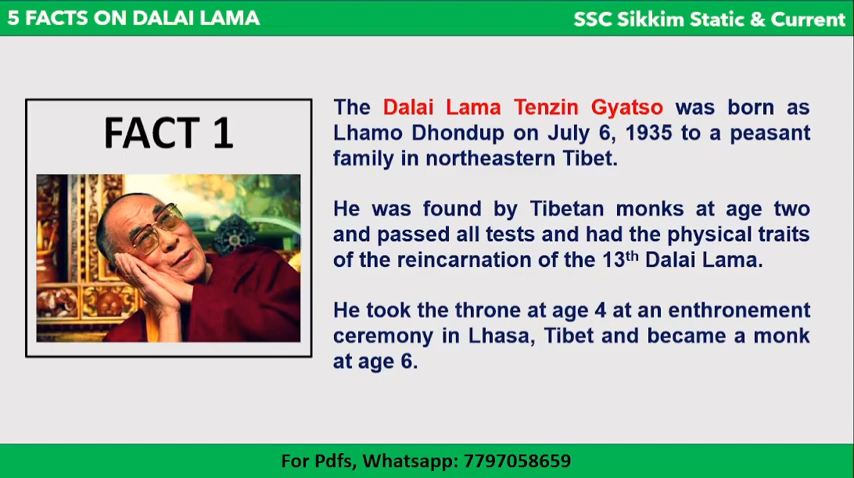 5 FACTS ON DALAI LAMA
SSC Sikkim Static & Current
FACT 1
The Dalai Lama Tenzin Gyatso was born as
Lhamo Dhondup on July 6, 1935 to a peasant
family in northeastern Tibet.
He was found by Tibetan monks at age two
and passed all tests and had the physical traits
of the reincarnation of the 13th Dalai Lama.
He took the throne at age 4 at an enthronement
ceremony in Lhasa, Tibet and became a monk
at age 6.
For Pdfs, Whatsapp: 7797058659